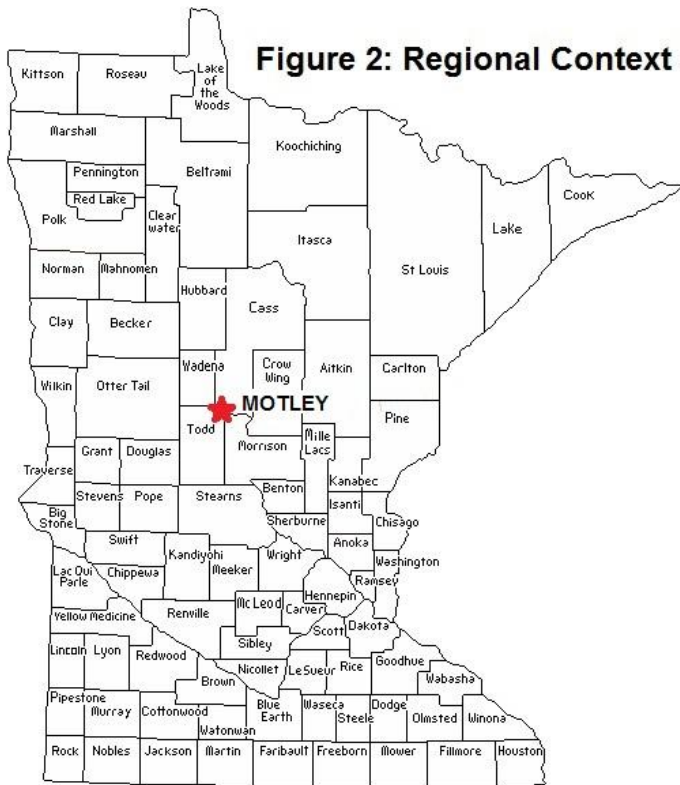 Figure 2: Regional Context
Kittson
Roseau
Lake
of
the
Woods
Marshall
Koochiching
Pennington
Beltrami
Red Lake
Polk
Clear
water
Cook
Lake
Itasca
St Louis
Norman
Mahnomen
Hubbard
Cass
Clay
Becker
Wadena
Crow
Wing
Aitkin
Carlton
Wilkin
Otter Tail
MOTLEY
Pine
Todd
Morrison
Mille
Lacs
Grant
Douglas
Traverse
Kanabec
Benton
Stevens
Pope
Stearns
Isanti
Big
Stone
Sherburne
Chisago
Swift
Anoka
Kandiyohi
Wright
Washington
Meeker
Lac Qui
Parle
Chippewa
Ramsey
Hennepin
Mc Leod
Carver
Renville
Yellow Medicine
Scott
Dakota
Sibley
Lincoln
Lyon
Redwood
Nicollet
LeSueur
Rice
Goodhue
Wabasha
Brown
Pipestone
Murray
Cottonwood
Blue
Earth
Waseca
Dodge
Steele
Olmsted
Winona
Watonwan
Rock
Nobles
Jackson
Martin
Faribault
Freeborn
Mower
Fillmore
Houston